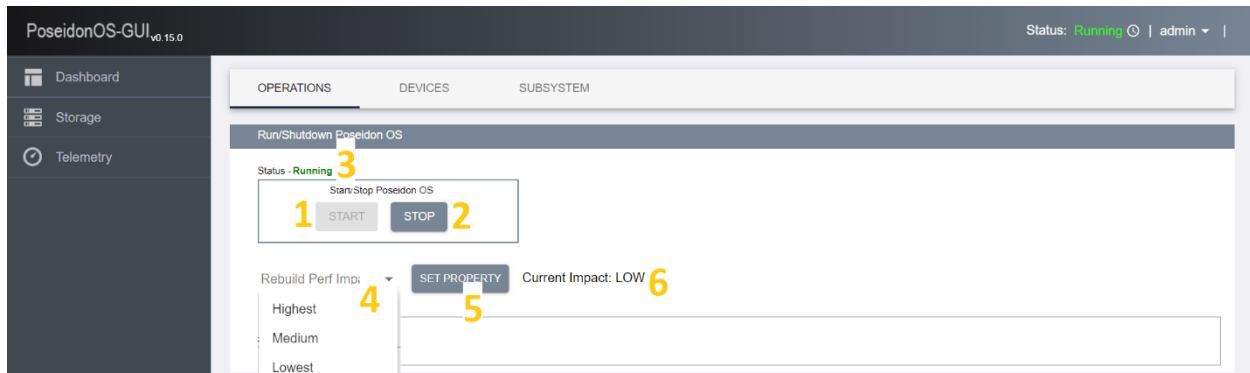 PoseidonOS-GUI v0.15.0
Status: Running | admin |
Dashboard
Storage
Telemetry
OPERATIONS DEVICES SUBSYSTEM
Run/Shutdown Poseidon OS
Status - Running 3
Start/Stop Poseidon OS
1 START STOP 2
Rebuild Perf Impa SET PROPERTY Current Impact: LOW 6
4 5
Highest
Medium
Lowest